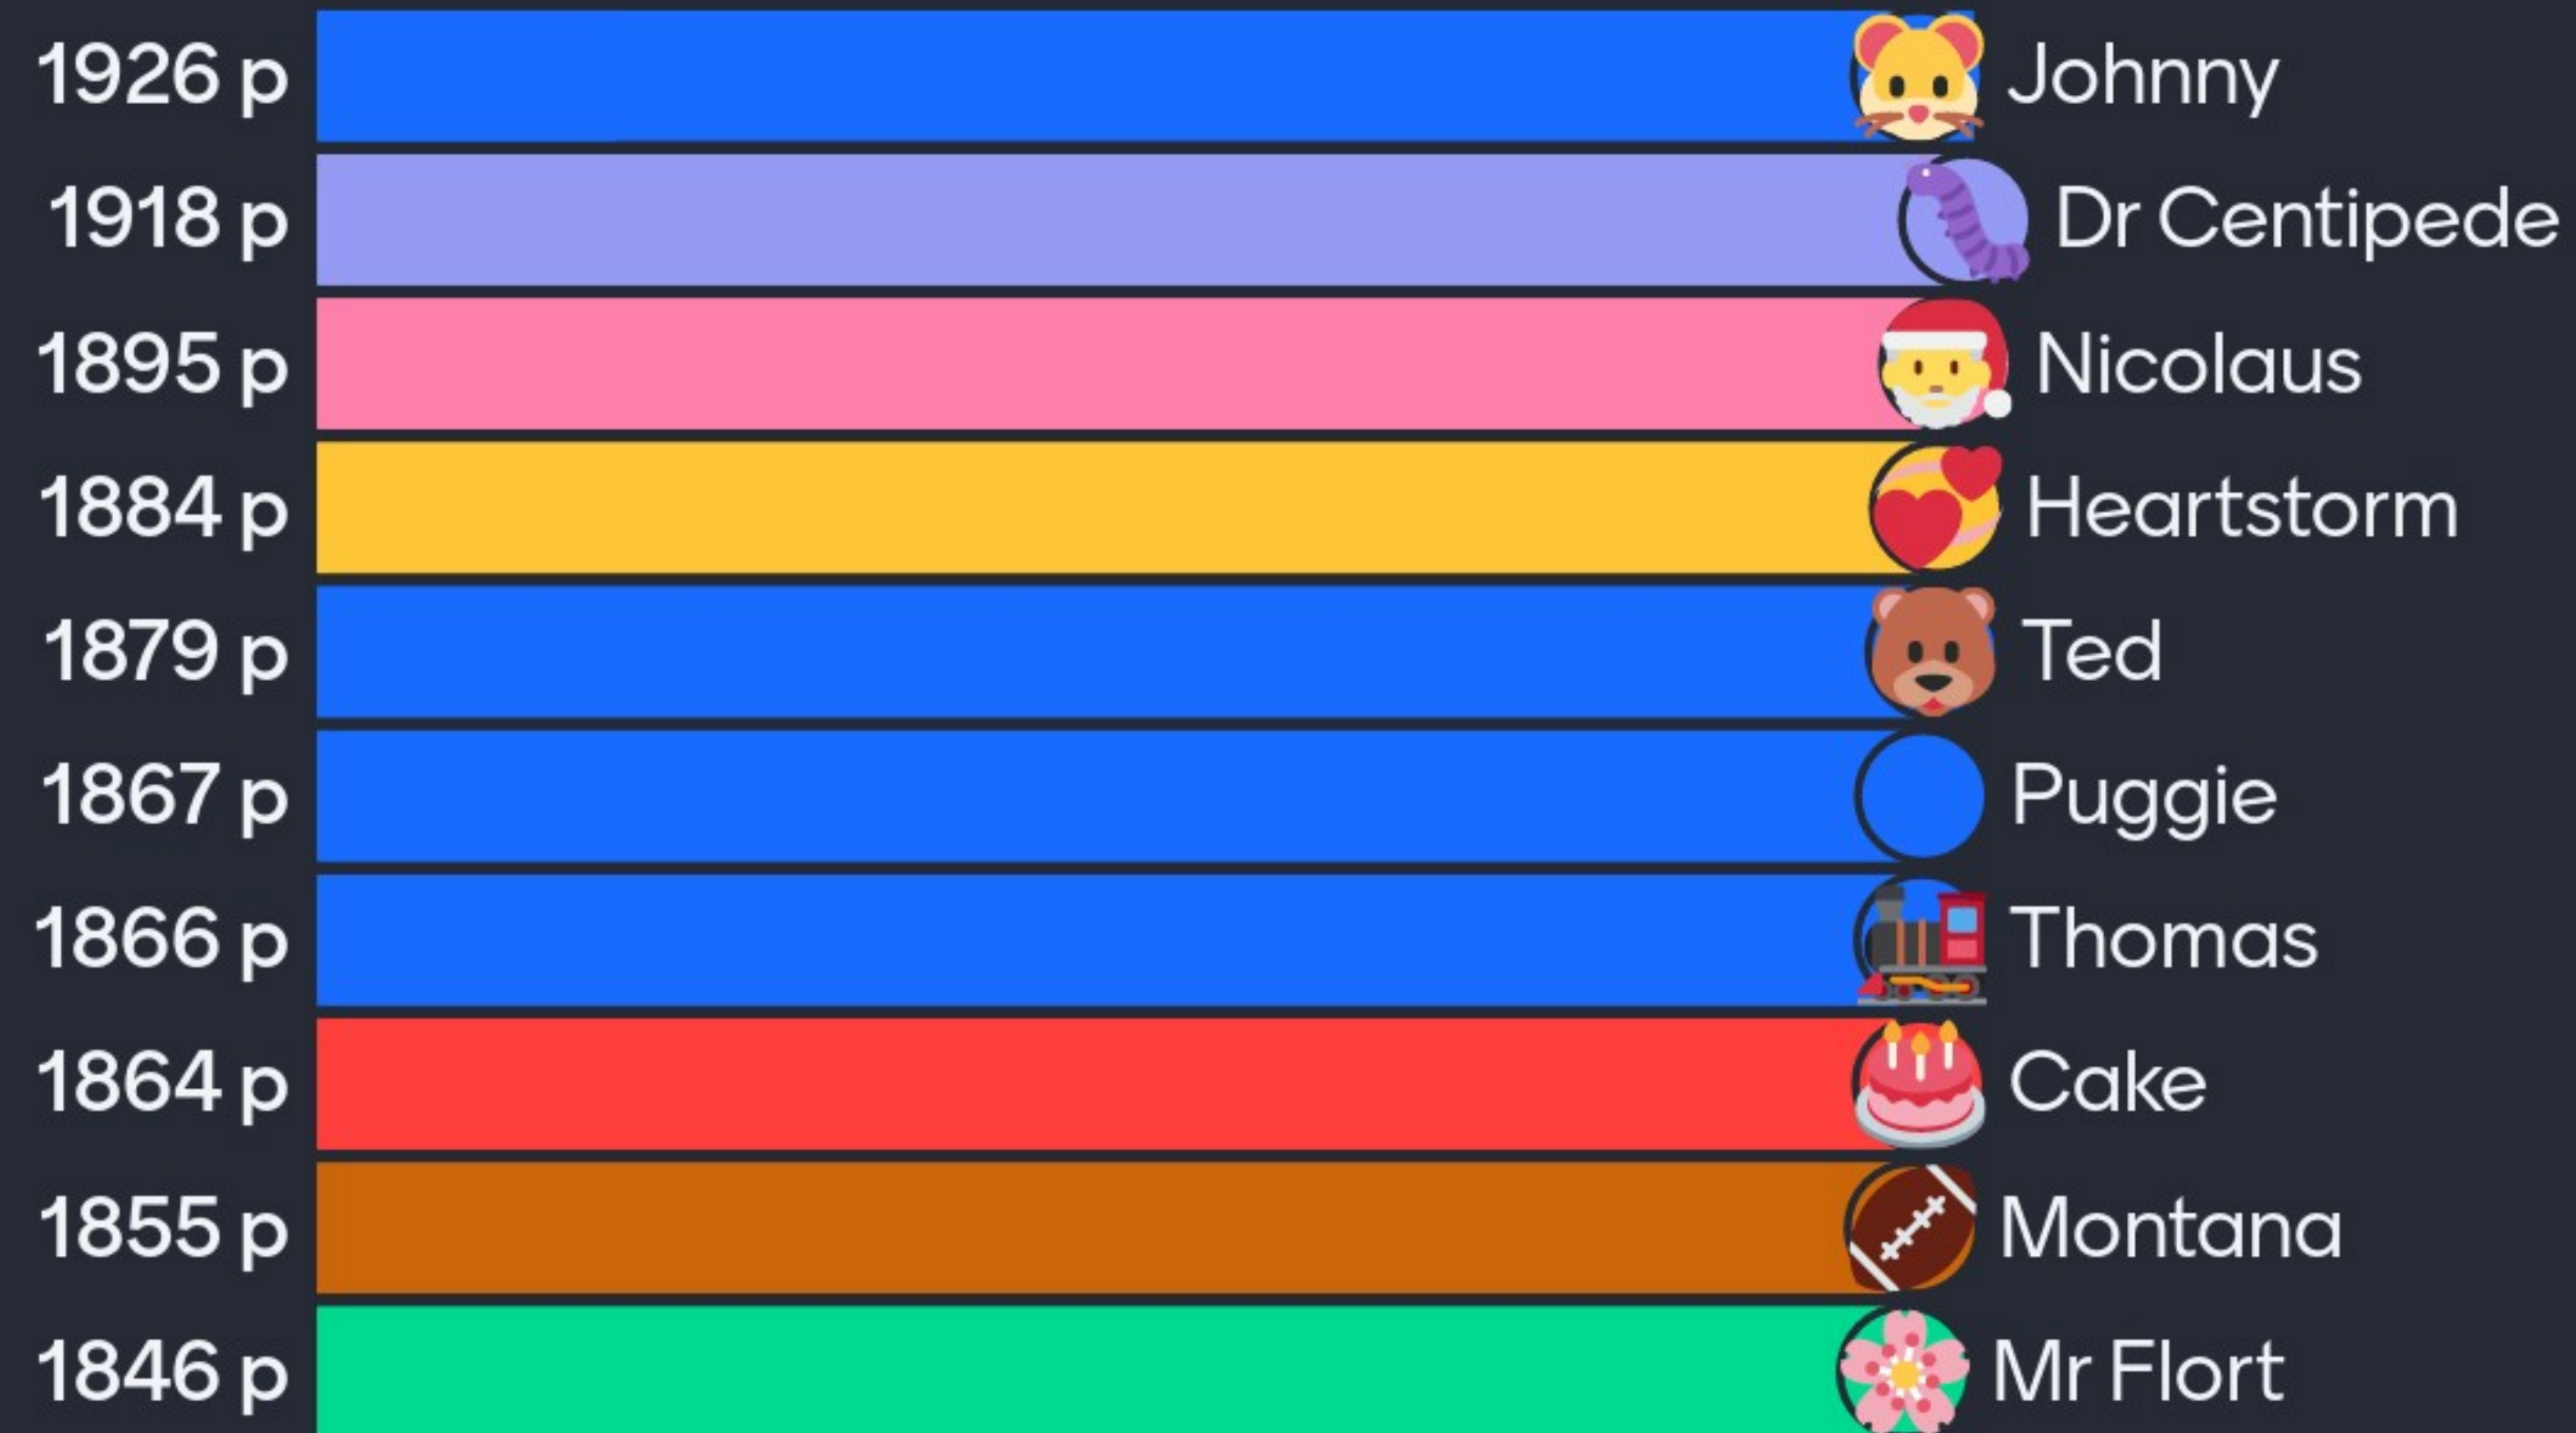 1926 p Johnny
1918 p Dr Centipede
1895 p Nicolaus
1884 p Heartstorm
1879 p Ted
1867 p Puggie
1866 p Thomas
1864 p Cake
1855 p Montana
1846 p Mr Flort